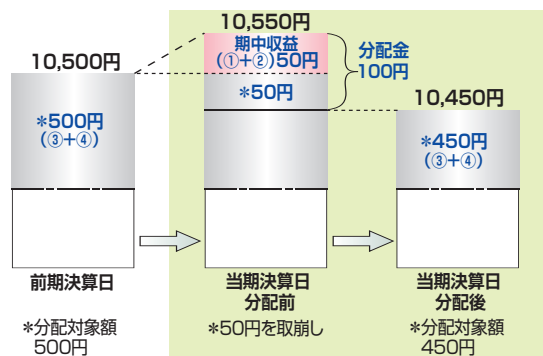 10,500円
*500円
(③+④)
前期決算日
*分配対象額
500円
10,550円
期中収益
(①+②)50円
*50円
分配金
100円
当期決算日
分配前
*50円を取崩し
10,450円
*450円
(③+④)
当期決算日
分配後
*分配対象額
450円